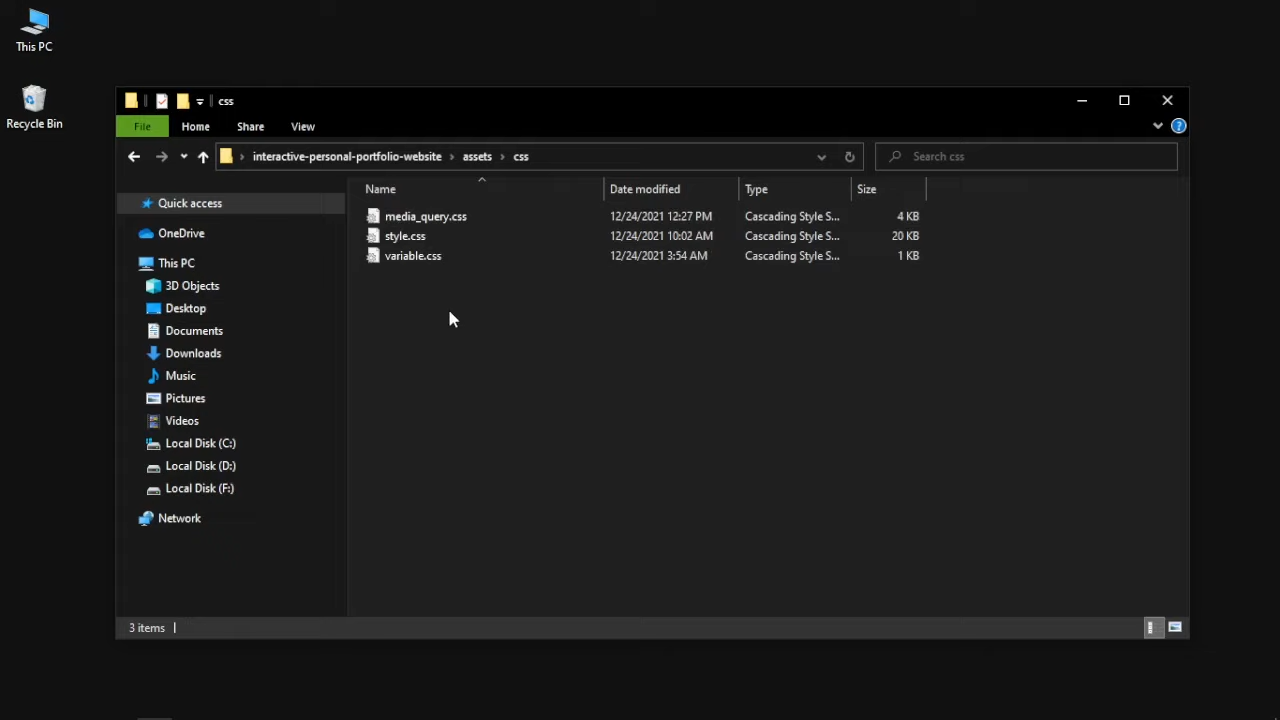 This PC
Recycle Bin
css
File Home Share View
interactive-personal-portfolio-website > assets > css
Search css
Name Date modified Type Size
media_query.css 12/24/2021 12:27 PM Cascading Style S... 4 KB
style.css 12/24/2021 10:02 AM Cascading Style S... 20 KB
variable.css 12/24/2021 3:54 AM Cascading Style S... 1 KB
Quick access
OneDrive
This PC
3D Objects
Desktop
Documents
Downloads
Music
Pictures
Videos
Local Disk (C:)
Local Disk (D:)
Local Disk (F:)
Network
3 items